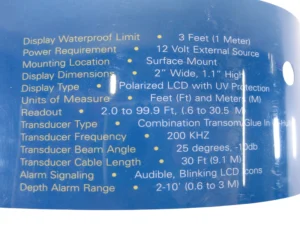 Display Waterproof Limit • 3 Feet (1 Meter)
Power Requirement • 12 Volt External Source
Mounting Location • Surface Mount
Display Dimensions • 2" Wide, 1.1" High
Display Type • Polarized LCD with UV Protection
Units of Measure • Feet (Ft) and Meters (M)
Readout • 2.0 to 99.9 Ft, (.6 to 30.5 M)
Transducer Type • Combination Transom, Glue In
Transducer Frequency • 200 KHZ
Transducer Beam Angle • 25 degrees, -10db
Transducer Cable Length • 30 Ft (9.1 M)
Alarm Signaling • Audible, Blinking LCD Icons
Depth Alarm Range • 2-10' (0.6 to 3 M)